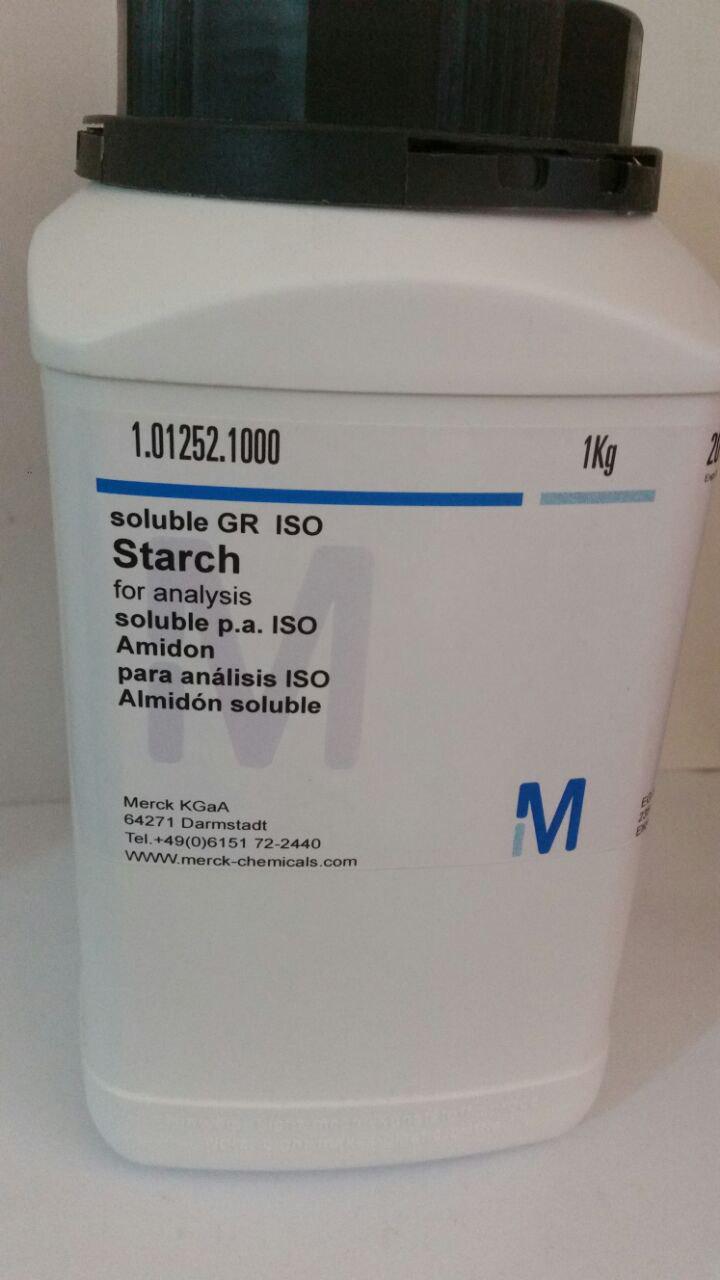 1.01252.1000
1Kg
soluble GR ISO
Starch
for analysis
soluble p.a. ISO
Amidon
para análisis ISO
Almidón soluble
Merck KGaA
64271 Darmstadt
Tel.+49(0)6151 72-2440
WWW.merck-chemicals.com
M